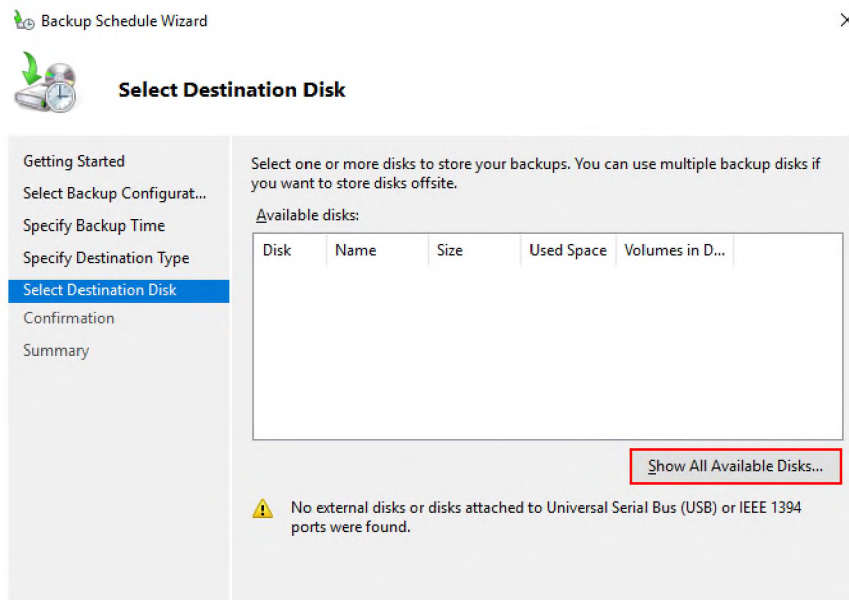 Backup Schedule Wizard
Select Destination Disk
Getting Started
Select Backup Configurat...
Specify Backup Time
Specify Destination Type
Select Destination Disk
Confirmation
Summary
Select one or more disks to store your backups. You can use multiple backup disks if
you want to store disks offsite.
Available disks:
Disk Name Size Used Space Volumes in D...
Show All Available Disks...
No external disks or disks attached to Universal Serial Bus (USB) or IEEE 1394
ports were found.